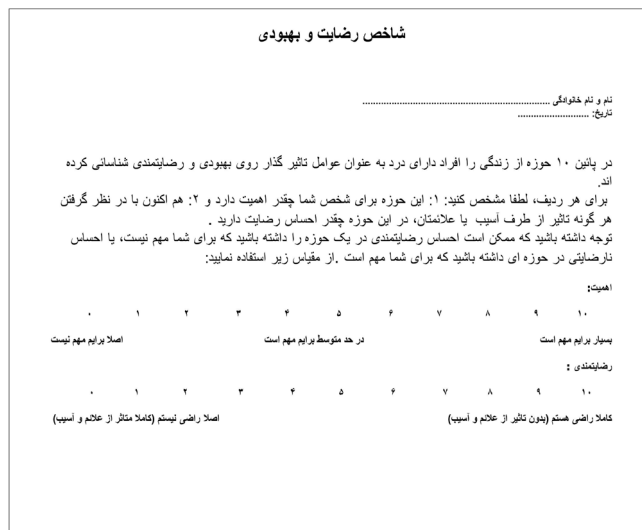 شاخص رضایت و بهبودی
نام و نام خانوادگی ......................................................................
تاریخ: ...........................
در پائین ۱۰ حوزه از زندگی را افراد دارای درد به عنوان عوامل تاثیر گذار روی بهبودی و رضایتمندی شناسائی کرده
اند.
برای هر ردیف، لطفا مشخص کنید: ۱: این حوزه برای شخص شما چقدر اهمیت دارد و ۲: هم اکنون با در نظر گرفتن
هر گونه تاثیر از طرف آسیب یا علائمتان، در این حوزه چقدر احساس رضایت دارید .
توجه داشته باشید که ممکن است احساس رضایتمندی در یک حوزه را داشته باشید که برای شما مهم نیست، یا احساس
نارضایتی در حوزه ای داشته باشید که برای شما مهم است .از مقیاس زیر استفاده نمایید:
اهمیت:
۱۰ ۹ ۸ ۷ ۶ ۵ ۴ ۳ ۲ ۱ ۰
بسیار برایم مهم است در حد متوسط برایم مهم است اصلا برایم مهم نیست
رضایتمندی :
۱۰ ۹ ۸ ۷ ۶ ۵ ۴ ۳ ۲ ۱ ۰
کاملا راضی هستم (بدون تاثیر از علائم و آسیب) اصلا راضی نیستم (کاملا متاثر از علائم و آسیب)